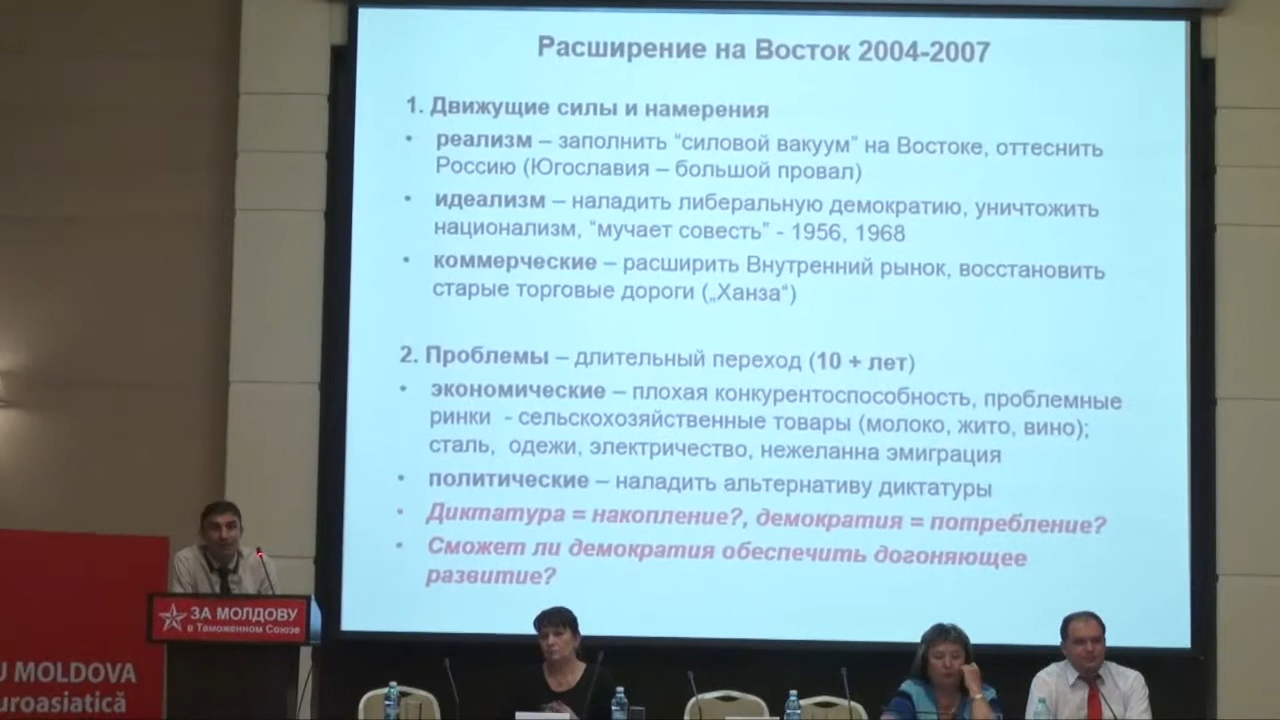 Расширение на Восток 2004-2007
1. Движущие силы и намерения
• реализм – заполнить “силовой вакуум” на Востоке, оттеснить
Россию (Югославия – большой провал)
• идеализм – наладить либеральную демократию, уничтожить
национализм, “мучает совесть” - 1956, 1968
• коммерческие – расширить Внутренний рынок, восстановить
старые торговые дороги („Ханза“)
2. Проблемы – длительный переход (10 + лет)
• экономические – плохая конкурентоспособность, проблемные
ринки - сельскохозяйственные товары (молоко, жито, вино);
сталь, одежи, электричество, нежеланна эмиграция
• политические – наладить альтернативу диктатуры
• Диктатура = накопление?, демократия = потребление?
• Сможет ли демократия обеспечить догоняющее
развитие?
ЗА МОЛДОВУ
в Таможенном Союзе
U MOLDOVA
uroasiatică